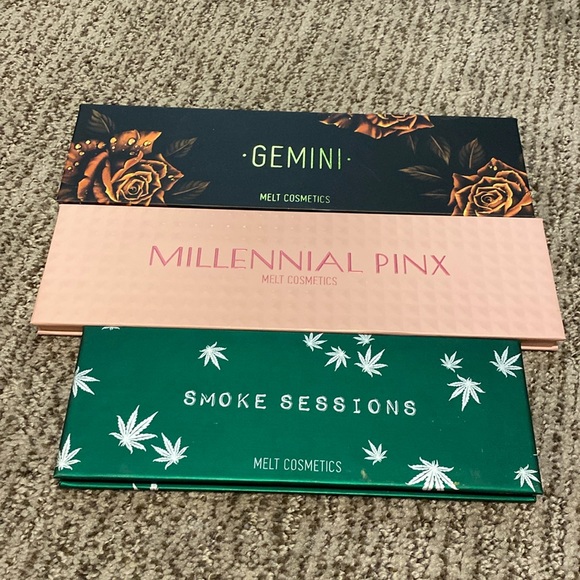 ·GEMINI·
MELT COSMETICS
MILLENNIAL PINX
MELT COSMETICS
SMOKE SESSIONS
MELT COSMETICS